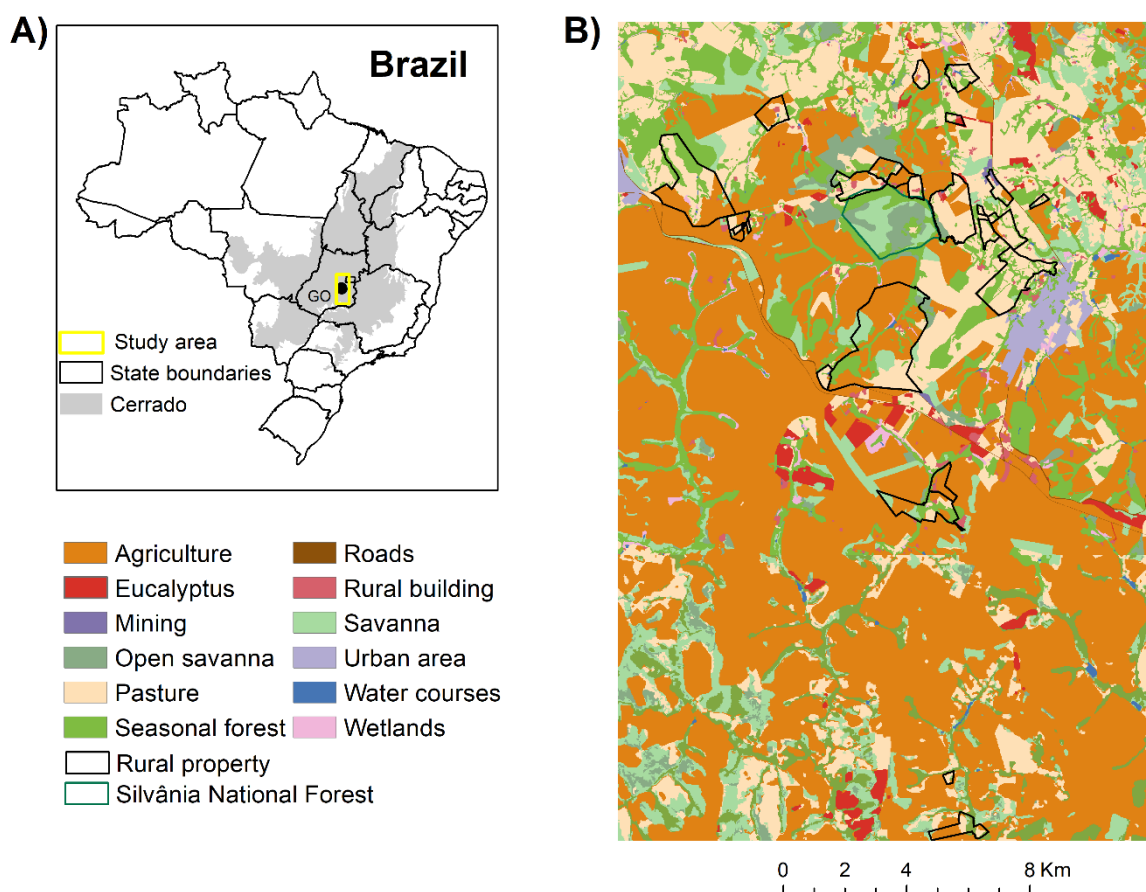 A)
Brazil
GO
Study area
State boundaries
Cerrado
B)
Agriculture
Eucalyptus
Mining
Open savanna
Pasture
Seasonal forest
Roads
Rural building
Savanna
Urban area
Water courses
Wetlands
Rural property
Silvânia National Forest
0 2 4 8 Km